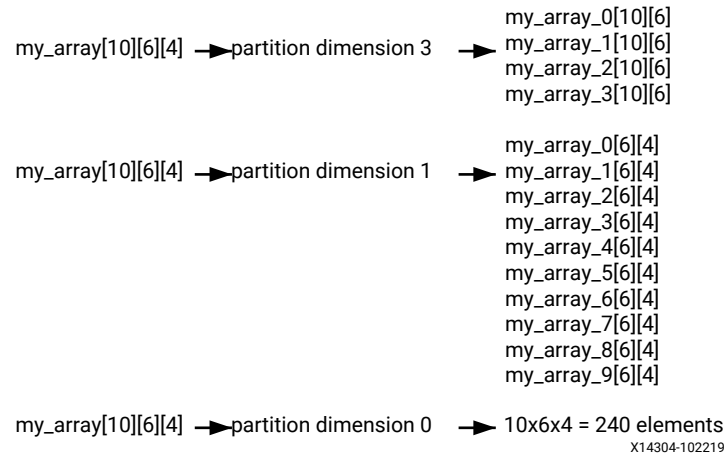 my_array[10][6][4] partition dimension 3
my_array_0[10][6]
my_array_1[10][6]
my_array_2[10][6]
my_array_3[10][6]
my_array[10][6][4] partition dimension 1
my_array_0[6][4]
my_array_1[6][4]
my_array_2[6][4]
my_array_3[6][4]
my_array_4[6][4]
my_array_5[6][4]
my_array_6[6][4]
my_array_7[6][4]
my_array_8[6][4]
my_array_9[6][4]
my_array[10][6][4] partition dimension 0 10x6x4 = 240 elements
X14304-102219